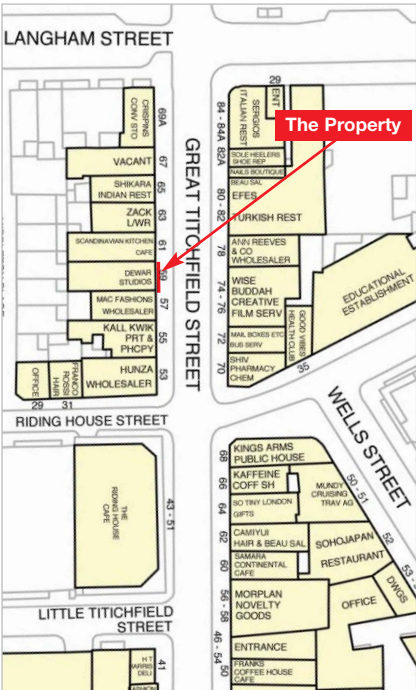 LANGHAM STREET
69A
CRISPINS
CONV STO
67
VACANT
65
SHIKARA
INDIAN REST
63
ZACK
L/WR
61
SCANDINAVIAN KITCHEN
CAFE
59
DEWAR
STUDIOS
57
MAC FASHIONS
WHOLESALER
55
KALL KWIK
PRT &
PHCPY
53
HUNZA
WHOLESALER
OFFICE
FRANCO
ROSSI
HAIR
29
31
GREAT TITCHFIELD STREET
The Property
29
ENT
84 - 84A
SERGIOS
ITALIAN REST
82A
SOLE HEELERS
SHOE REP
NAILS BOUTIQUE
80 - 82
BEAU SAL
EFES
TURKISH REST
78
ANN REEVES
& CO
WHOLESALER
74 - 76
WISE
BUDDAH
CREATIVE
FILM SERV
72
MAIL BOXES ETC
BUS SERV
70
SHIV
PHARMACY
CHEM
GOOD VIBES
HEALTH CLUB
35
EDUCATIONAL
ESTABLISHMENT
WELLS STREET
RIDING HOUSE STREET
THE
RIDING HOUSE
CAFE
43 - 51
LITTLE TITICHFIELD
STREET
41
H T
HARRIS
DELI
FASHION
68
KINGS ARMS
PUBLIC HOUSE
66
KAFFEINE
COFF SH
64
SO TINY LONDON
GIFTS
62
CAMIYUI
HAIR & BEAU SAL
60
SAMARA
CONTINENTAL
CAFE
56 - 58
MORPLAN
NOVELTY
GOODS
46 - 54
ENTRANCE
50
FRANKS
COFFEE HOUSE
CAFE
50 - 51
MUNDY
CRUISING
TRAV AG
52
SOHOJAPAN
RESTAURANT
53
DWGS
OFFICE